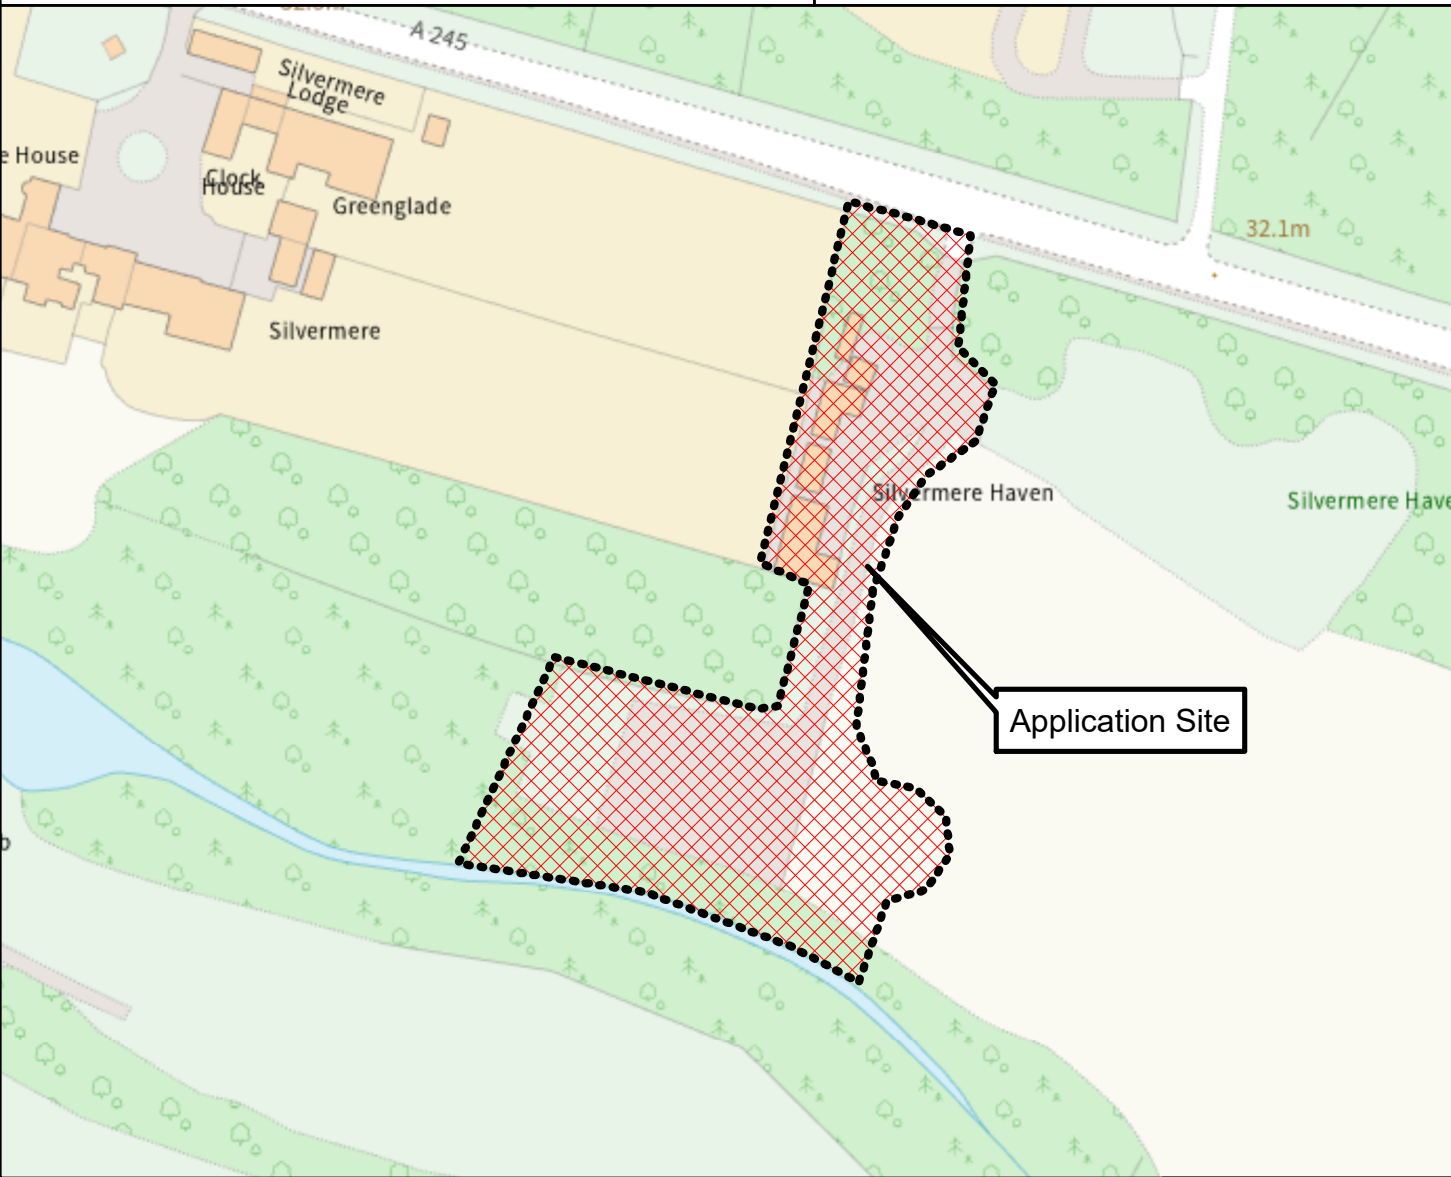 A 245
Silvermere
Lodge
e House
Clock
House
Greenglade
32.1m
Silvermere
Silvermere Haven
Silvermere Have
Application Site